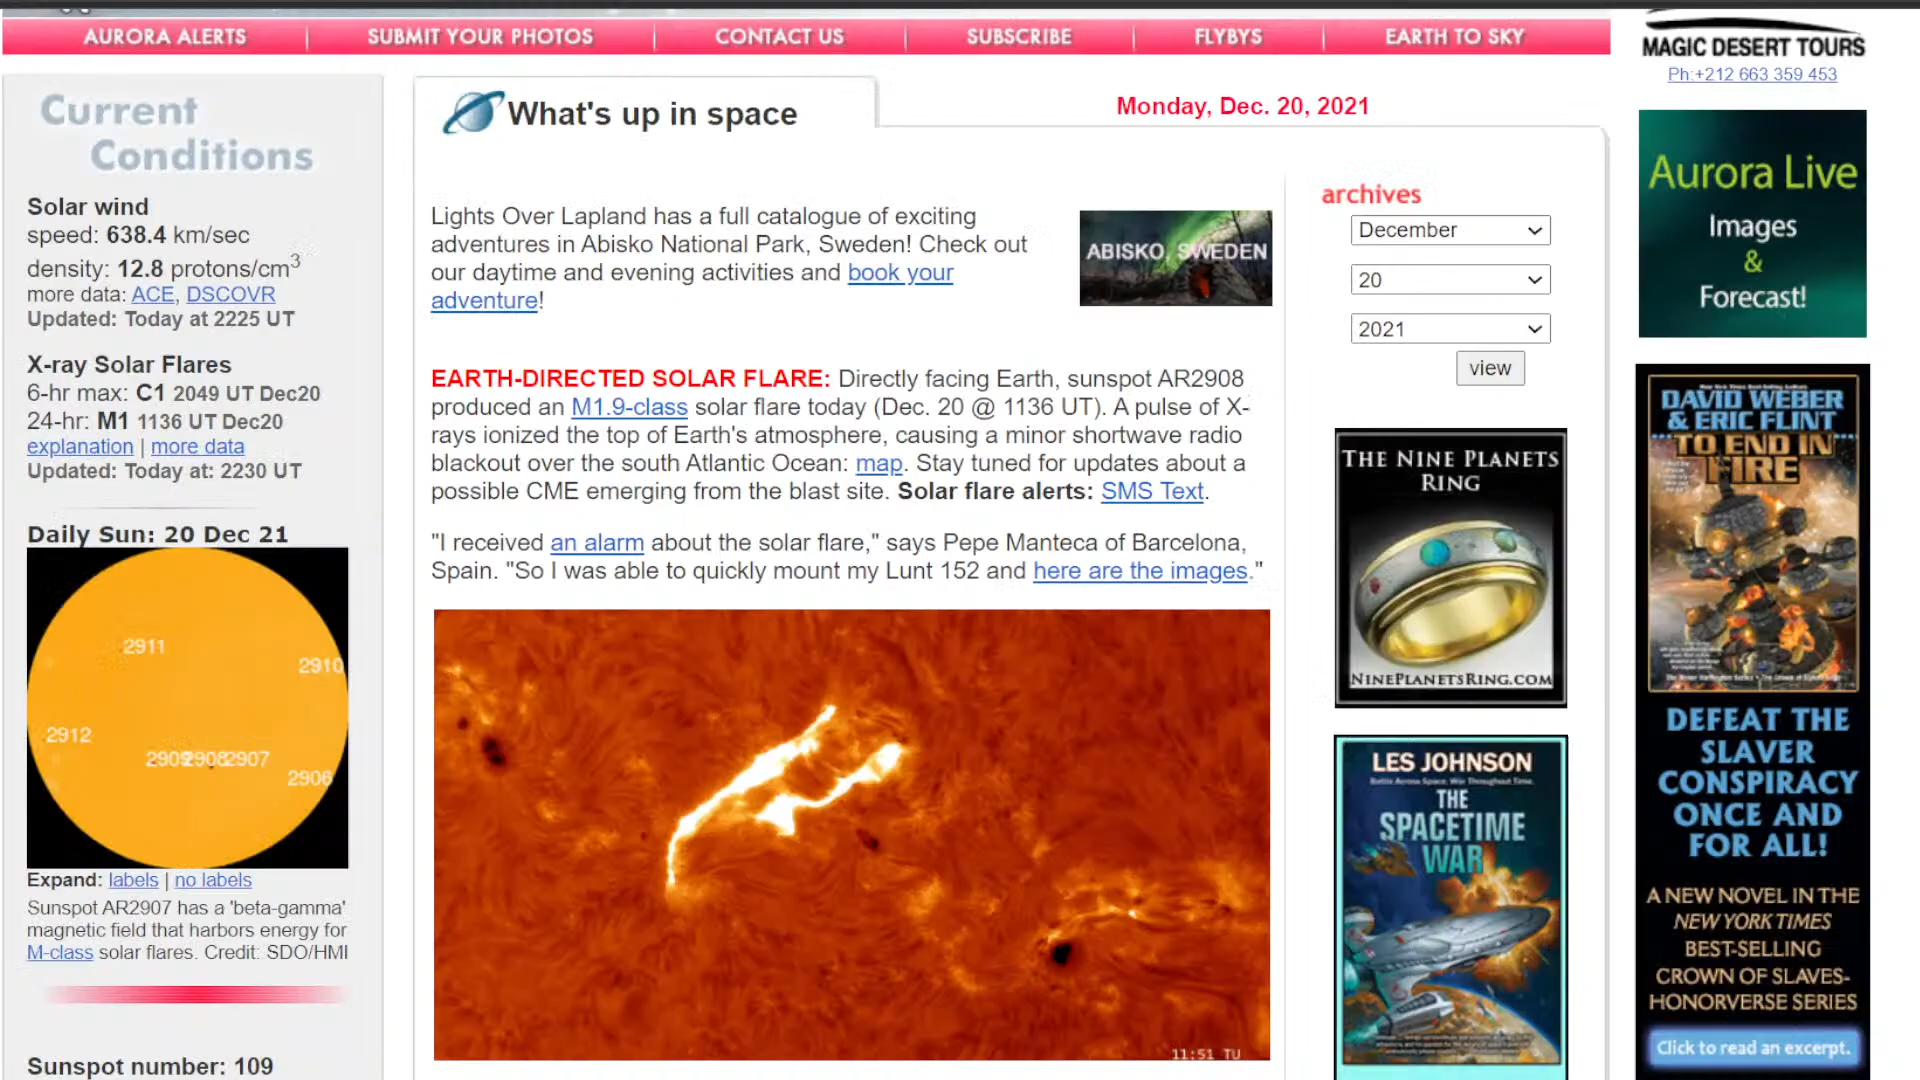 AURORA ALERTS
SUBMIT YOUR PHOTOS
CONTACT US
SUBSCRIBE
FLYBYS
EARTH TO SKY
Current
Conditions
Solar wind
speed: 638.4 km/sec
density: 12.8 protons/cm3
more data: ACE, DSCOVR
Updated: Today at 2225 UT
X-ray Solar Flares
6-hr max: C1 2049 UT Dec20
24-hr: M1 1136 UT Dec20
explanation | more data
Updated: Today at: 2230 UT
Daily Sun: 20 Dec 21
2911
2910
2912
2909 2908 2907
2906
Expand: labels | no labels
Sunspot AR2907 has a 'beta-gamma'
magnetic field that harbors energy for
M-class solar flares. Credit: SDO/HMI
Sunspot number: 109
What's up in space
Monday, Dec. 20, 2021
Lights Over Lapland has a full catalogue of exciting
adventures in Abisko National Park, Sweden! Check out
our daytime and evening activities and book your
adventure!
ABISKO, SWEDEN
EARTH-DIRECTED SOLAR FLARE: Directly facing Earth, sunspot AR2908
produced an M1.9-class solar flare today (Dec. 20 @ 1136 UT). A pulse of X-
rays ionized the top of Earth's atmosphere, causing a minor shortwave radio
blackout over the south Atlantic Ocean: map. Stay tuned for updates about a
possible CME emerging from the blast site. Solar flare alerts: SMS Text.
"I received an alarm about the solar flare," says Pepe Manteca of Barcelona,
Spain. "So I was able to quickly mount my Lunt 152 and here are the images."
11:51 TU
archives
December
20
2021
view
THE NINE PLANETS
RING
NINEPLANETSRING.COM
LES JOHNSON
Battle Across Space, War Throughout Time.
THE
SPACETIME
WAR
MAGIC DESERT TOURS
Ph:+212 663 359 453
Aurora Live
Images
&
Forecast!
DAVID WEBER
& ERIC FLINT
TO END IN
FIRE
DEFEAT THE
SLAVER
CONSPIRACY
ONCE AND
FOR ALL!
A NEW NOVEL IN THE
NEW YORK TIMES
BEST-SELLING
CROWN OF SLAVES-
HONORVERSE SERIES
Click to read an excerpt.